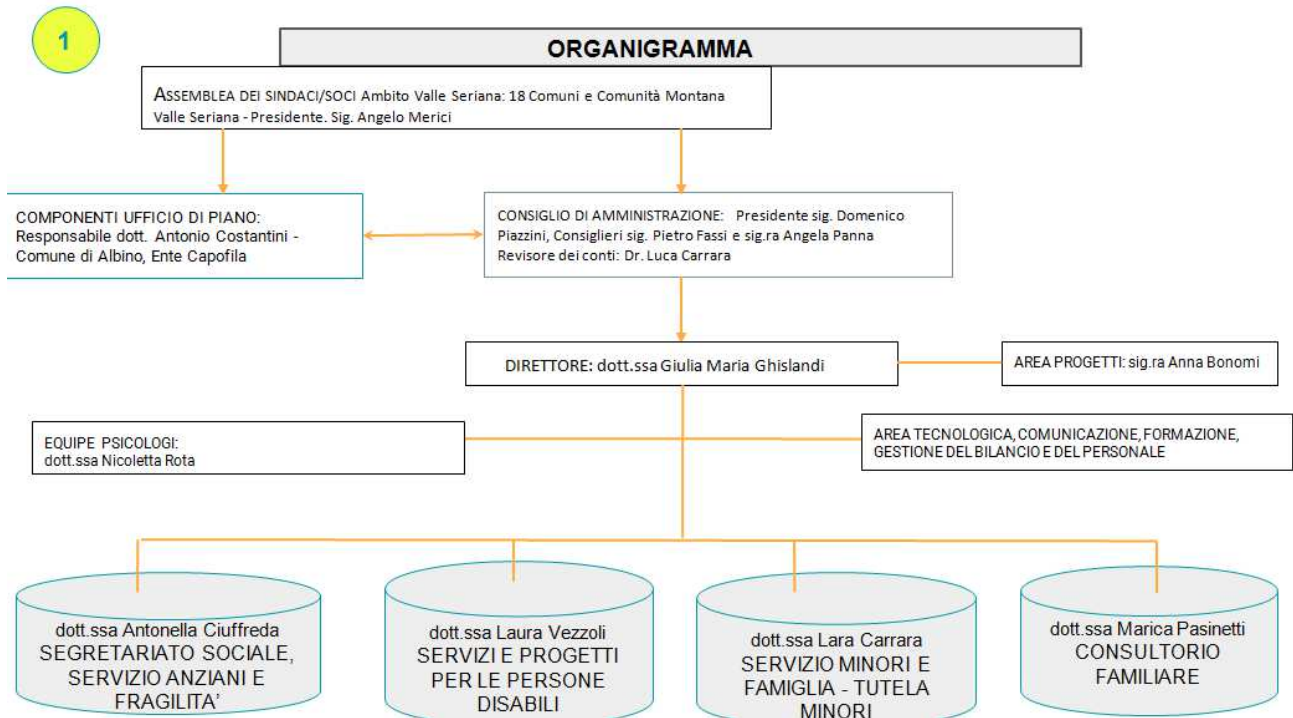 1
ORGANIGRAMMA
ASSEMBLEA DEI SINDACI/SOCI Ambito Valle Seriana: 18 Comuni e Comunità Montana
Valle Seriana - Presidente. Sig. Angelo Merici
COMPONENTI UFFICIO DI PIANO:
Responsabile dott. Antonio Costantini -
Comune di Albino, Ente Capofila
CONSIGLIO DI AMMINISTRAZIONE: Presidente sig. Domenico
Piazzini, Consiglieri sig. Pietro Fassi e sig.ra Angela Panna
Revisore dei conti: Dr. Luca Carrara
DIRETTORE: dott.ssa Giulia Maria Ghislandi
AREA PROGETTI: sig.ra Anna Bonomi
EQUIPE PSICOLOGI:
dott.ssa Nicoletta Rota
AREA TECNOLOGICA, COMUNICAZIONE, FORMAZIONE,
GESTIONE DEL BILANCIO E DEL PERSONALE
dott.ssa Antonella Ciuffreda
SEGRETARIATO SOCIALE,
SERVIZIO ANZIANI E
FRAGILITA'
dott.ssa Laura Vezzoli
SERVIZI E PROGETTI
PER LE PERSONE
DISABILI
dott.ssa Lara Carrara
SERVIZIO MINORI E
FAMIGLIA - TUTELA
MINORI
dott.ssa Marica Pasinetti
CONSULTORIO
FAMILIARE